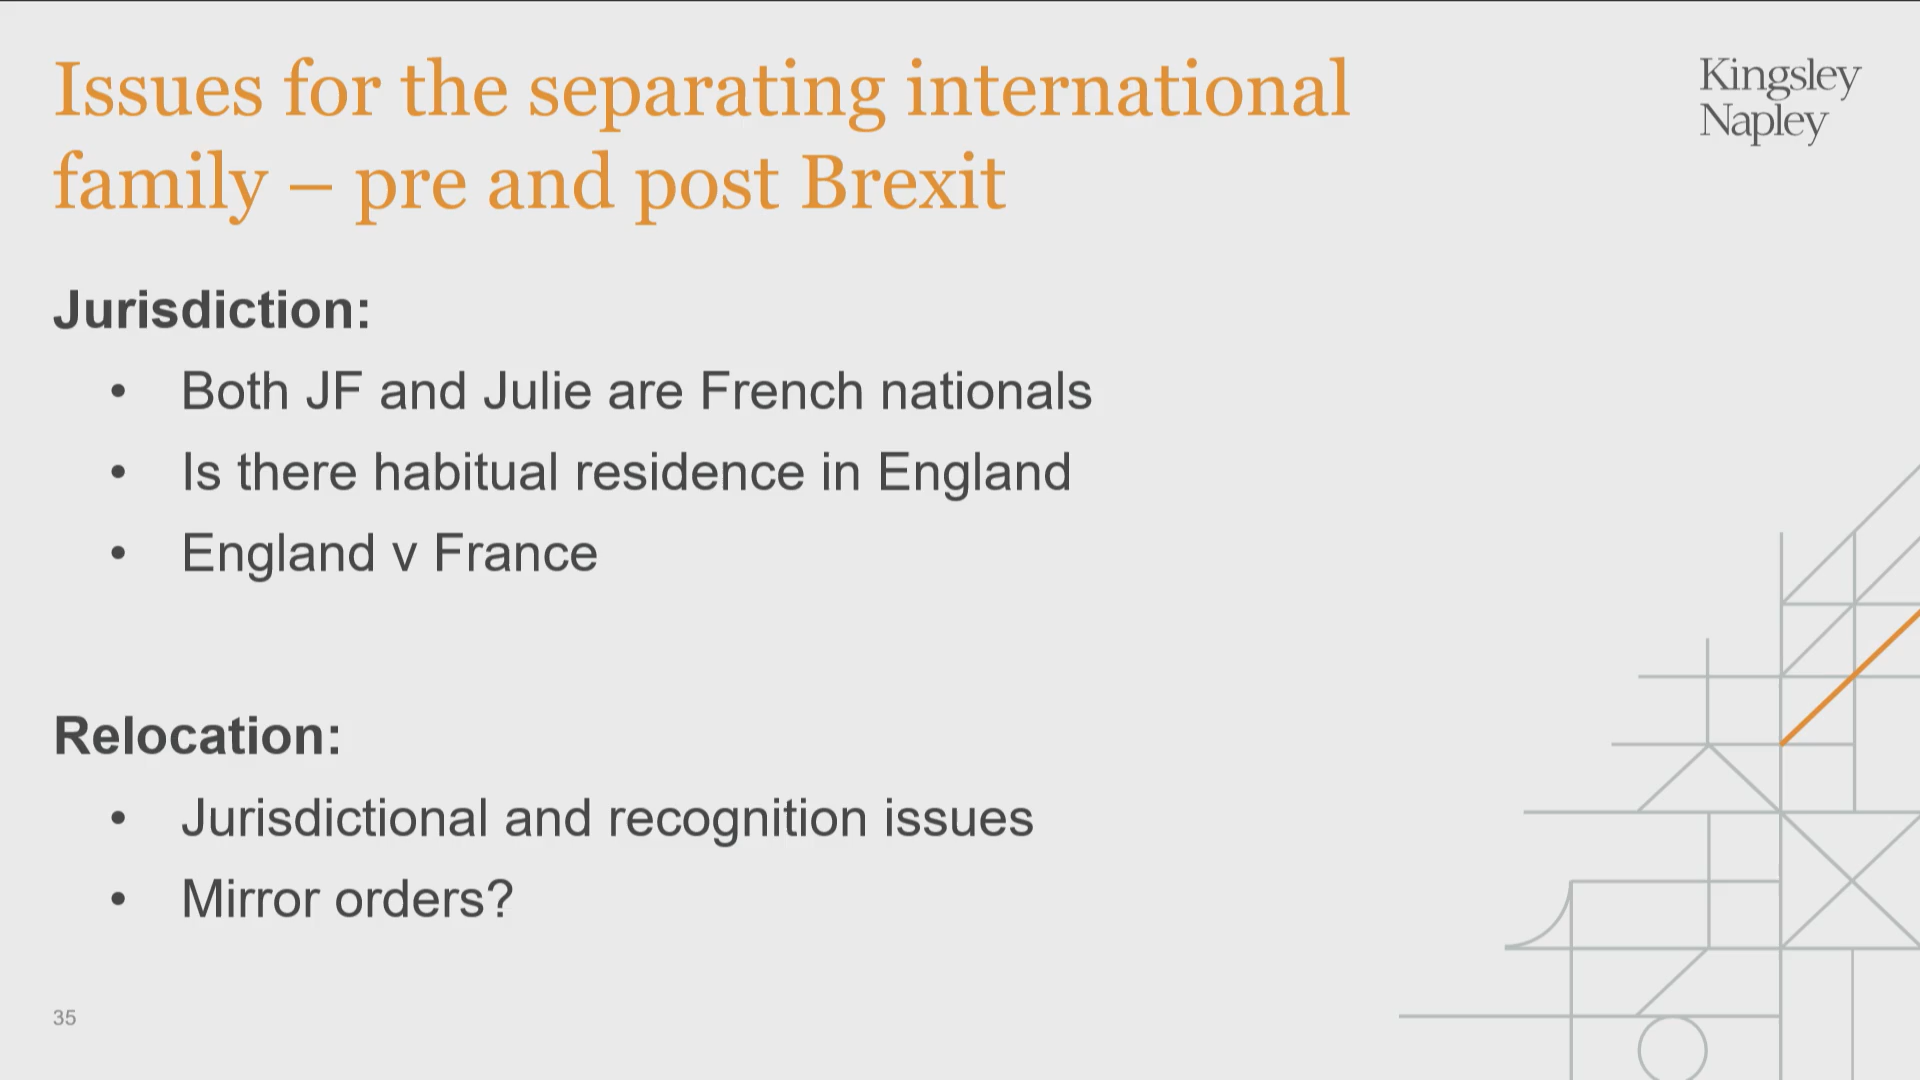 Issues for the separating international
family – pre and post Brexit
Kingsley
Napley
Jurisdiction:
• Both JF and Julie are French nationals
• Is there habitual residence in England
• England v France
Relocation:
• Jurisdictional and recognition issues
• Mirror orders?
35